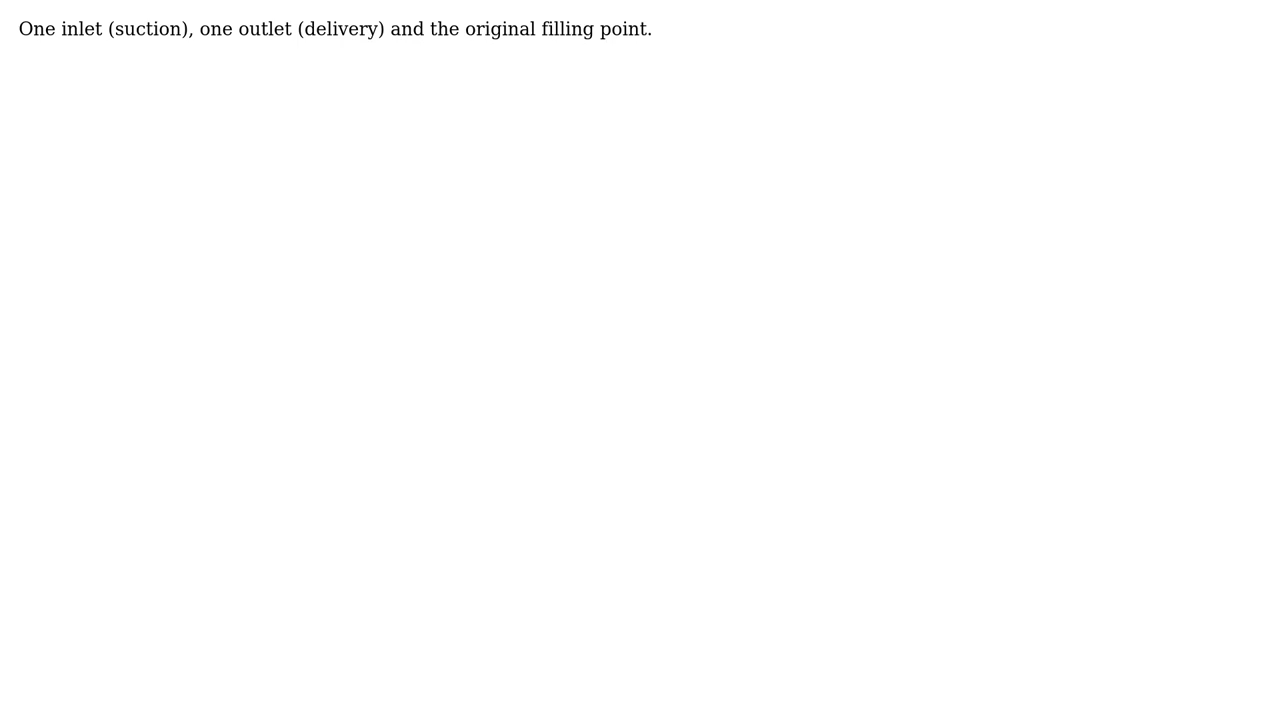 One inlet (suction), one outlet (delivery) and the original filling point.